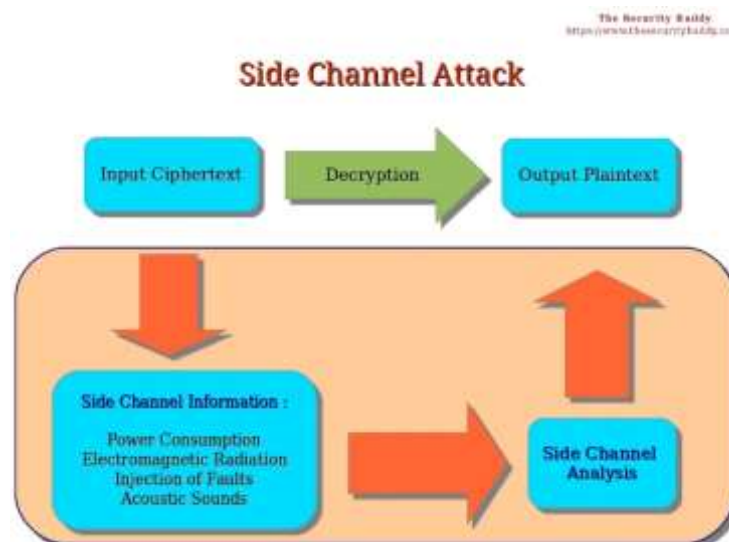 The Security Buddy
Side Channel Attack
Input Ciphertext
Decryption
Output Plaintext
Side Channel Information :
Power Consumption
Electromagnetic Radiation
Injection of Faults
Acoustic Sounds
Side Channel
Analysis